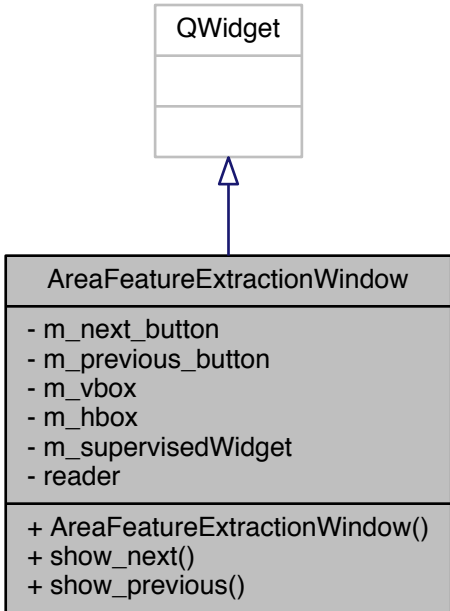 QWidget
AreaFeatureExtractionWindow
- m_next_button
- m_previous_button
- m_vbox
- m_hbox
- m_supervisedWidget
- reader
+ AreaFeatureExtractionWindow()
+ show_next()
+ show_previous()